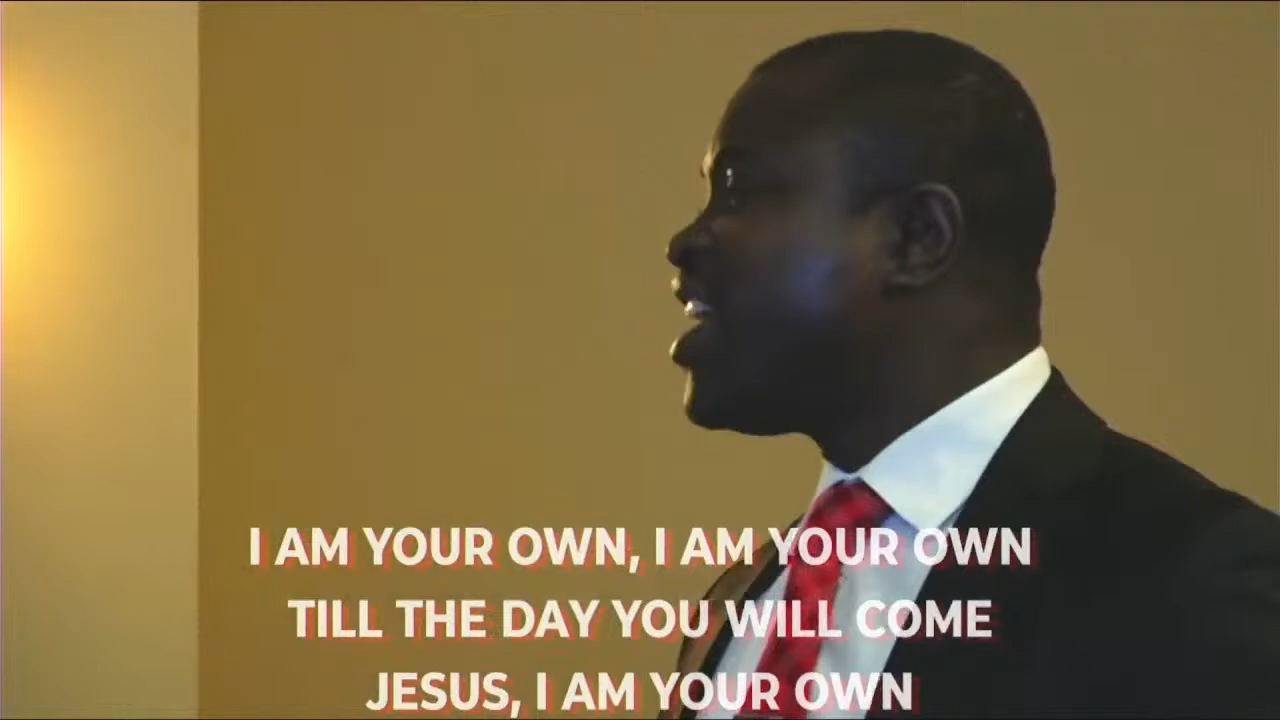 I AM YOUR OWN, I AM YOUR OWN
TILL THE DAY YOU WILL COME
JESUS, I AM YOUR OWN